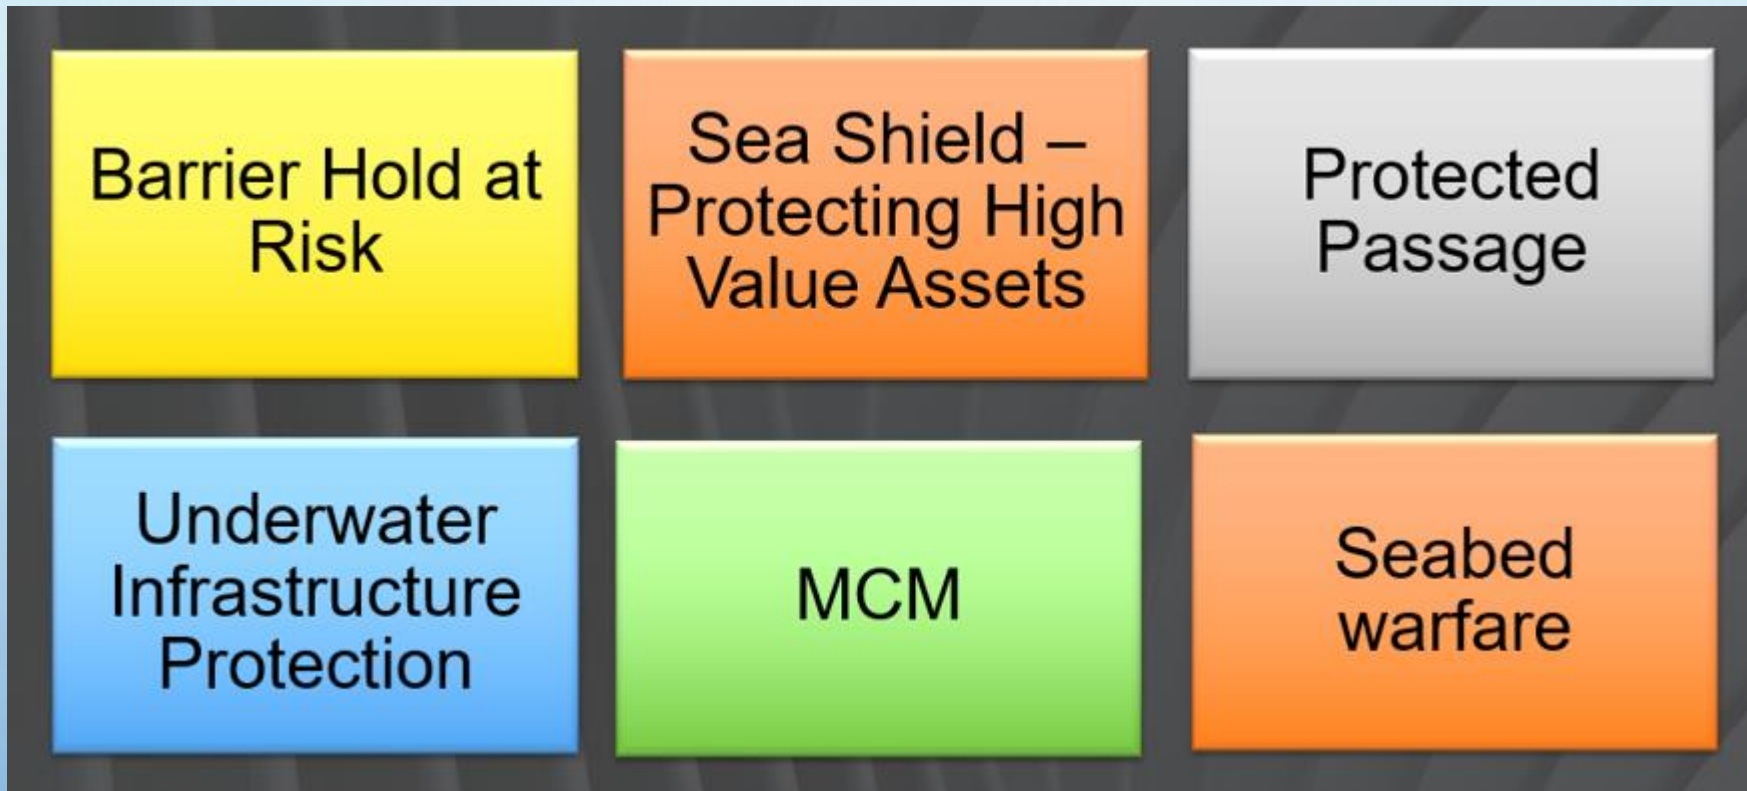 Barrier Hold at
Risk
Sea Shield –
Protecting High
Value Assets
Protected
Passage
Underwater
Infrastructure
Protection
MCM
Seabed
warfare